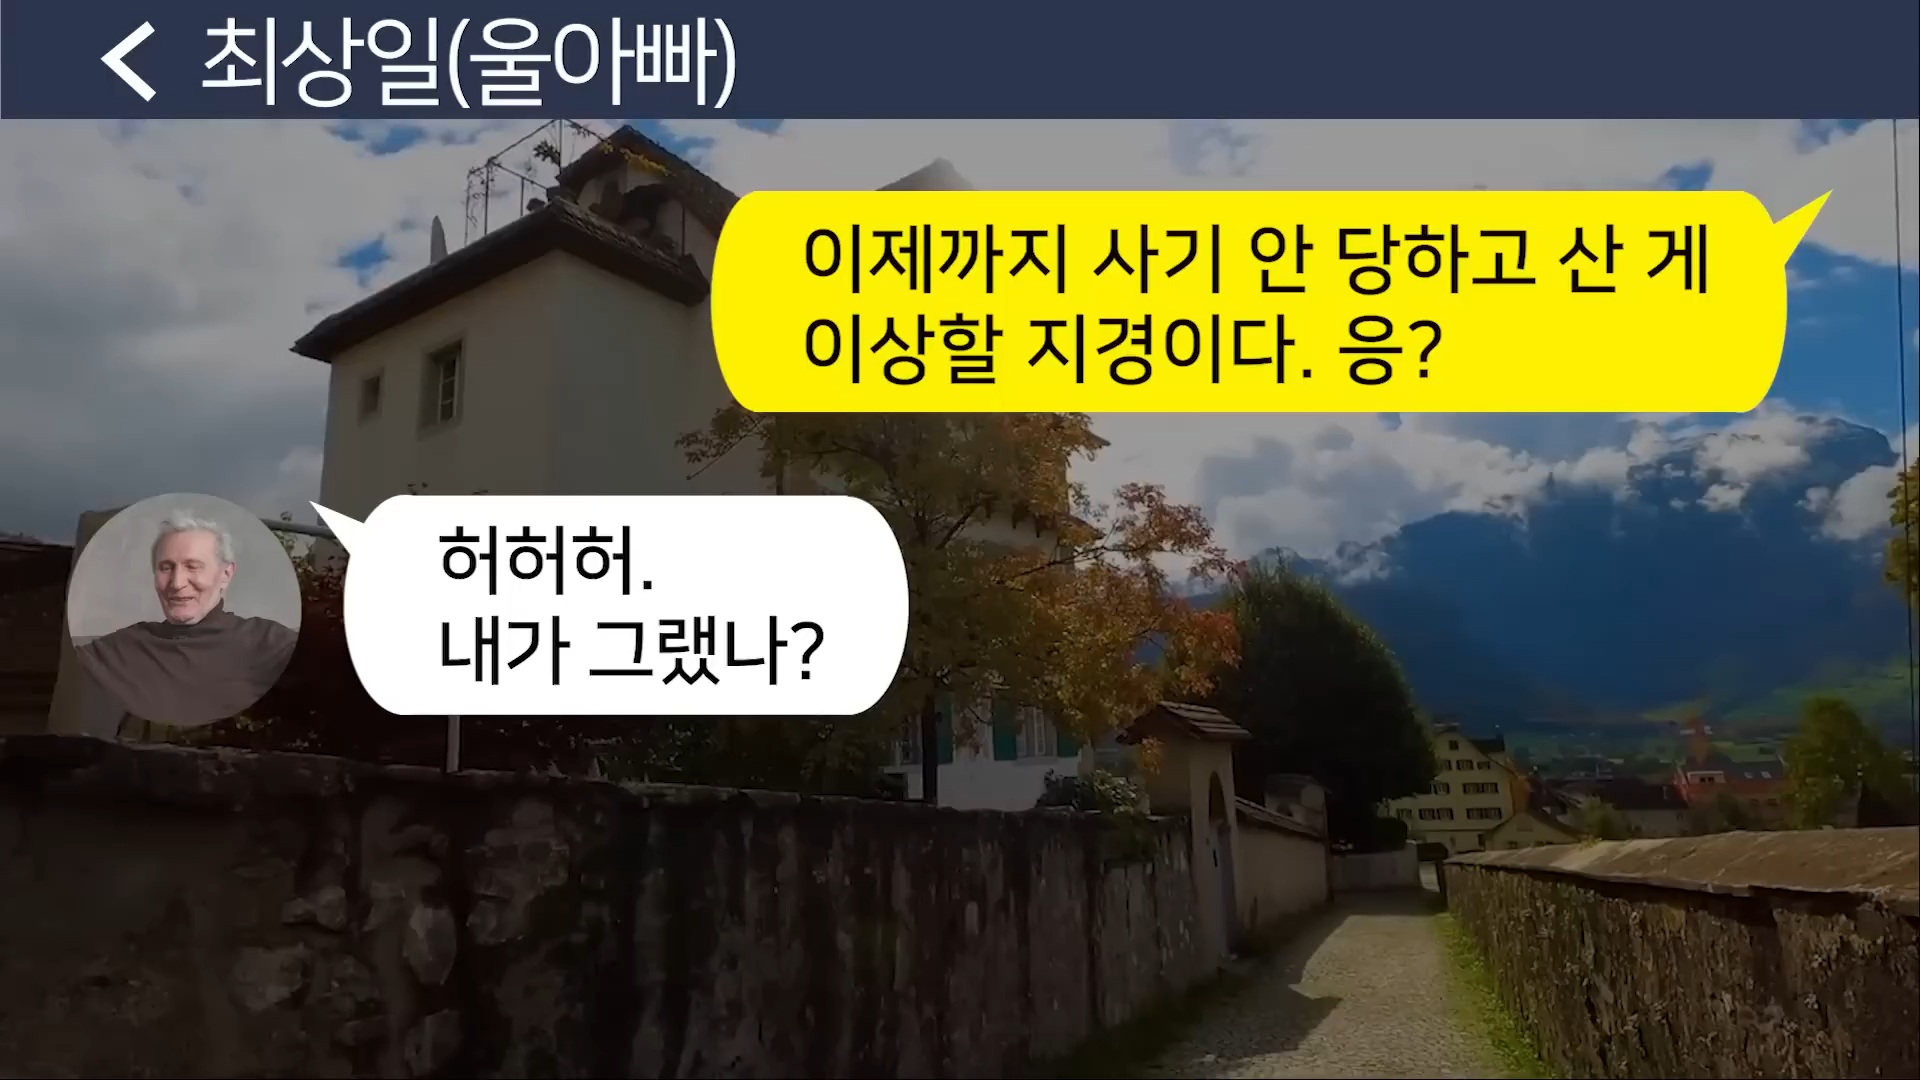 최상일(울아빠)
이제까지 사기 안 당하고 산 게
이상할 지경이다. 응?
허허허.
내가 그랬나?